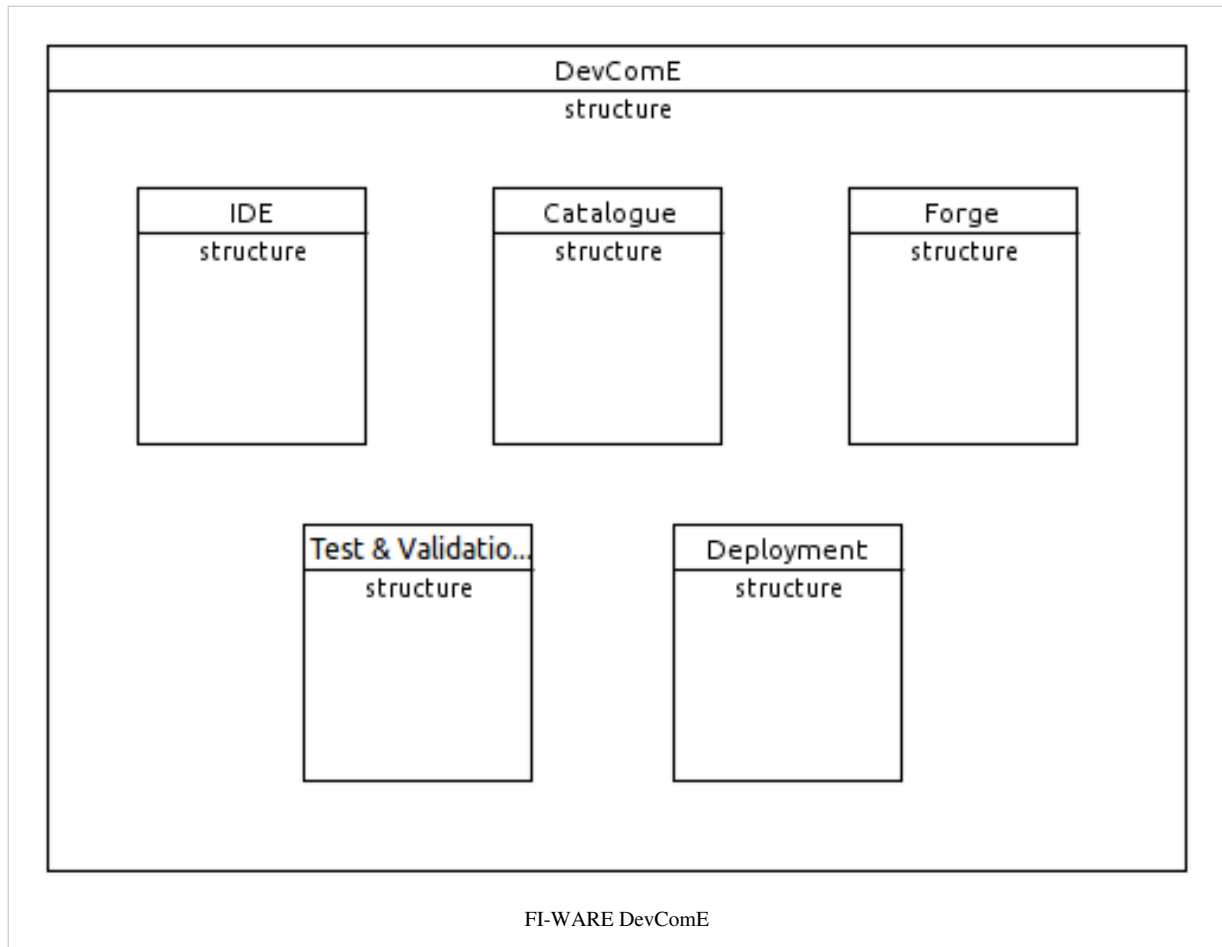 DevComE
structure
IDE
Catalogue
Forge
structure
structure
structure
Test & Validatio...
Deployment
structure
structure
FI-WARE DevComE